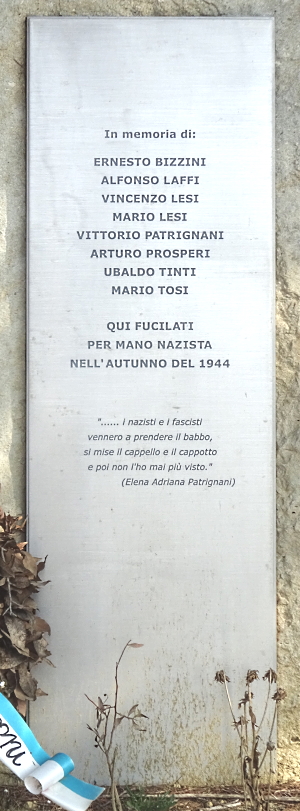 In memoria di:
ERNESTO BIZZINI
ALFONSO LAFFI
VINCENZO LESI
MARIO LESI
VITTORIO PATRIGNANI
ARTURO PROSPERI
UBALDO TINTI
MARIO TOSI
QUI FUCILATI
PER MANO NAZISTA
NELL'AUTUNNO DEL 1944
"...... i nazisti e i fascisti
vennero a prendere il babbo,
si mise il cappello e il cappotto
e poi non l'ho mai più visto."
(Elena Adriana Patrignani)